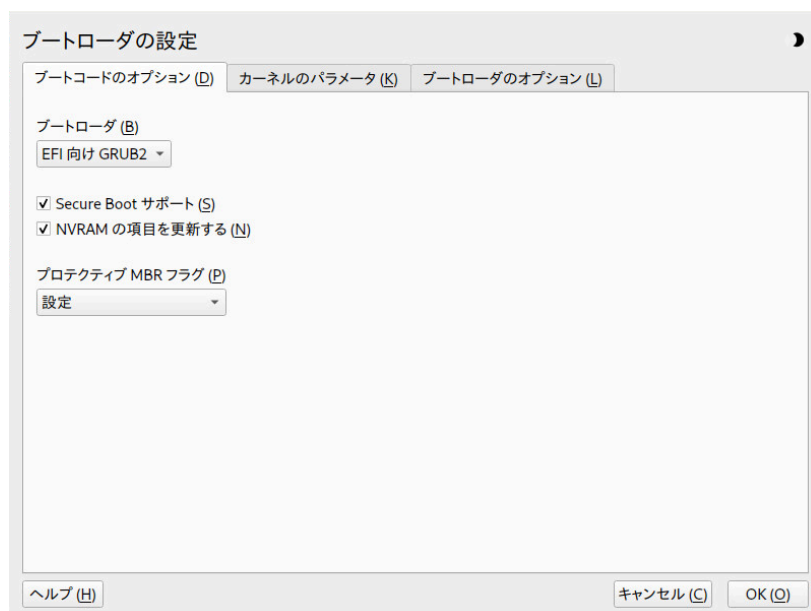 ブートローダの設定
ブートコードのオプション (D) カーネルのパラメータ (K) ブートローダのオプション (L)
ブートローダ (B)
EFI 向け GRUB2
Secure Boot サポート (S)
NVRAM の項目を更新する (N)
プロテクティブ MBR フラグ (P)
設定
ヘルプ (H) キャンセル (C) OK (O)